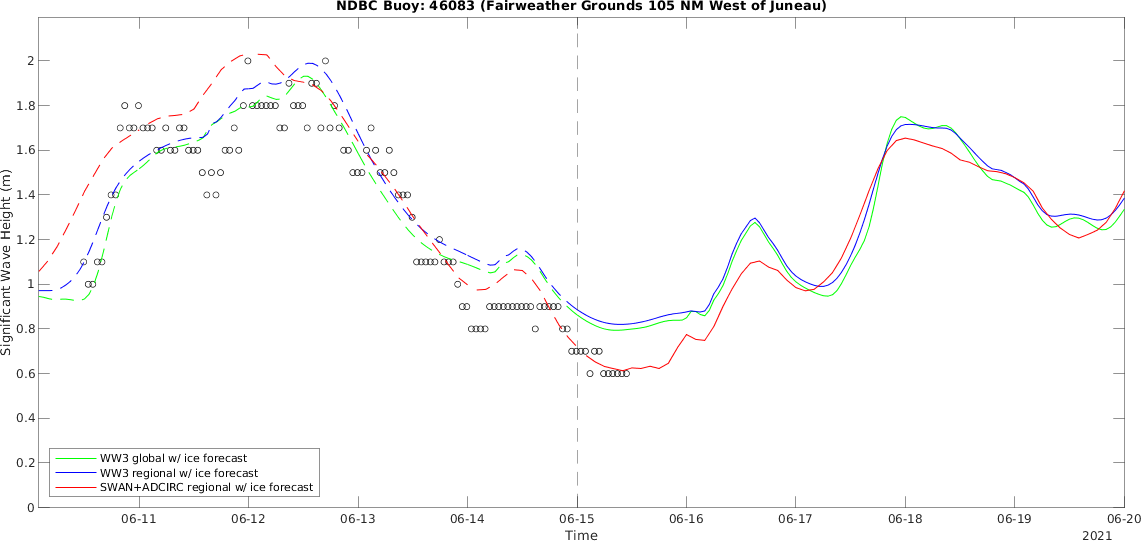 NDBC Buoy: 46083 (Fairweather Grounds 105 NM West of Juneau)
2
1.8
1.6
1.4
1.2
1
0.8
0.6
0.4
0.2
0
Significant Wave Height (m)
WW3 global w/ ice forecast
WW3 regional w/ ice forecast
SWAN+ADCIRC regional w/ ice forecast
06-11 06-12 06-13 06-14 06-15 06-16 06-17 06-18 06-19 06-20
Time
2021